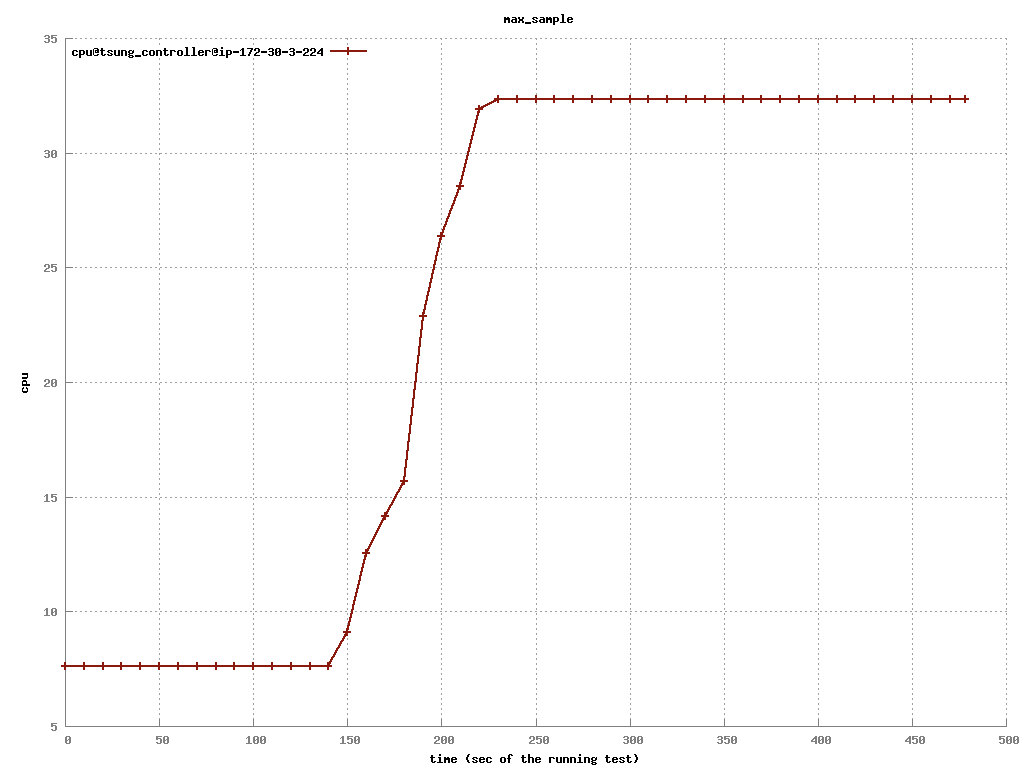 max_sample
cpu@tsung_controller@ip-172-30-3-224
35
30
25
20
15
10
5
cpu
0 50 100 150 200 250 300 350 400 450 500
time (sec of the running test)